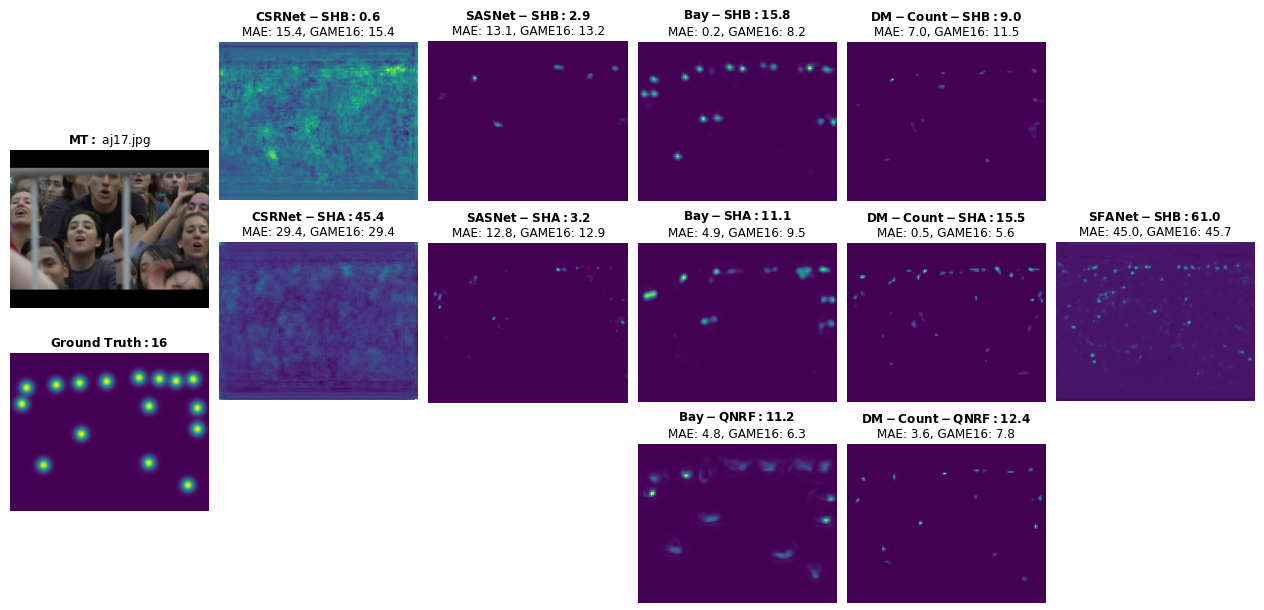 CSRNet−SHB: 0.6
MAE: 15.4, GAME16: 15.4
SASNet−SHB: 2.9
MAE: 13.1, GAME16: 13.2
Bay−SHB: 15.8
MAE: 0.2, GAME16: 8.2
DM−Count−SHB: 9.0
MAE: 7.0, GAME16: 11.5
MT: aj17.jpg
CSRNet−SHA: 45.4
MAE: 29.4, GAME16: 29.4
SASNet−SHA: 3.2
MAE: 12.8, GAME16: 12.9
Bay−SHA: 11.1
MAE: 4.9, GAME16: 9.5
DM−Count−SHA: 15.5
MAE: 0.5, GAME16: 5.6
SFANet−SHB: 61.0
MAE: 45.0, GAME16: 45.7
Ground Truth: 16
Bay−QNRF: 11.2
MAE: 4.8, GAME16: 6.3
DM−Count−QNRF: 12.4
MAE: 3.6, GAME16: 7.8